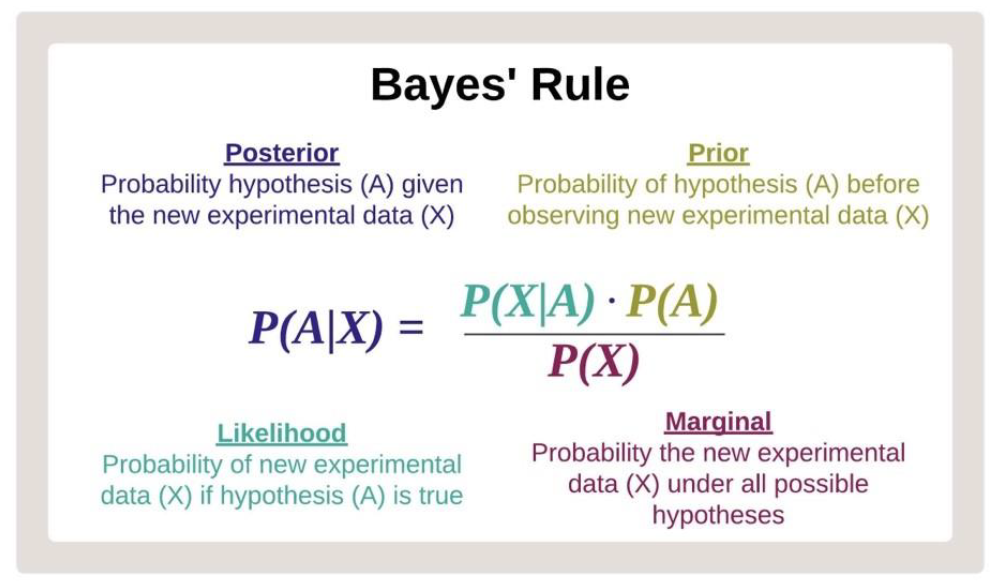 Bayes' Rule
Posterior
Probability hypothesis (A) given
the new experimental data (X)
Prior
Probability of hypothesis (A) before
observing new experimental data (X)
P(A|X) = P(X|A) · P(A)
P(X)
Likelihood
Probability of new experimental
data (X) if hypothesis (A) is true
Marginal
Probability the new experimental
data (X) under all possible
hypotheses